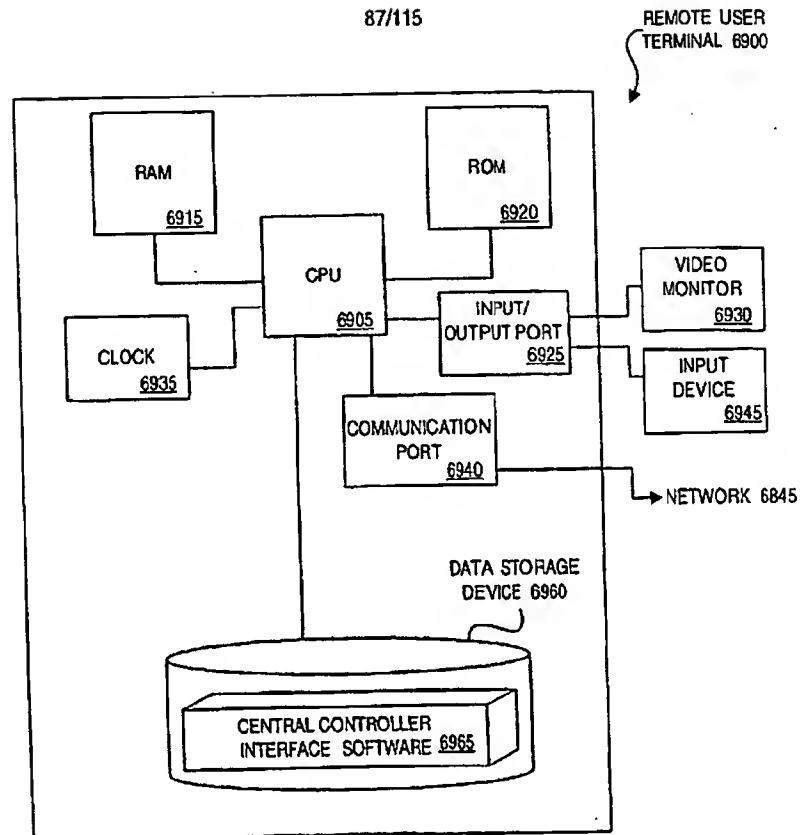 87/115
REMOTE USER
TERMINAL 6900
RAM
6915
ROM
6920
CPU
6905
CLOCK
6935
INPUT/
OUTPUT PORT
6925
VIDEO
MONITOR
6930
INPUT
DEVICE
6945
COMMUNICATION
PORT
6940
NETWORK 6845
DATA STORAGE
DEVICE 6960
CENTRAL CONTROLLER
INTERFACE SOFTWARE 6965